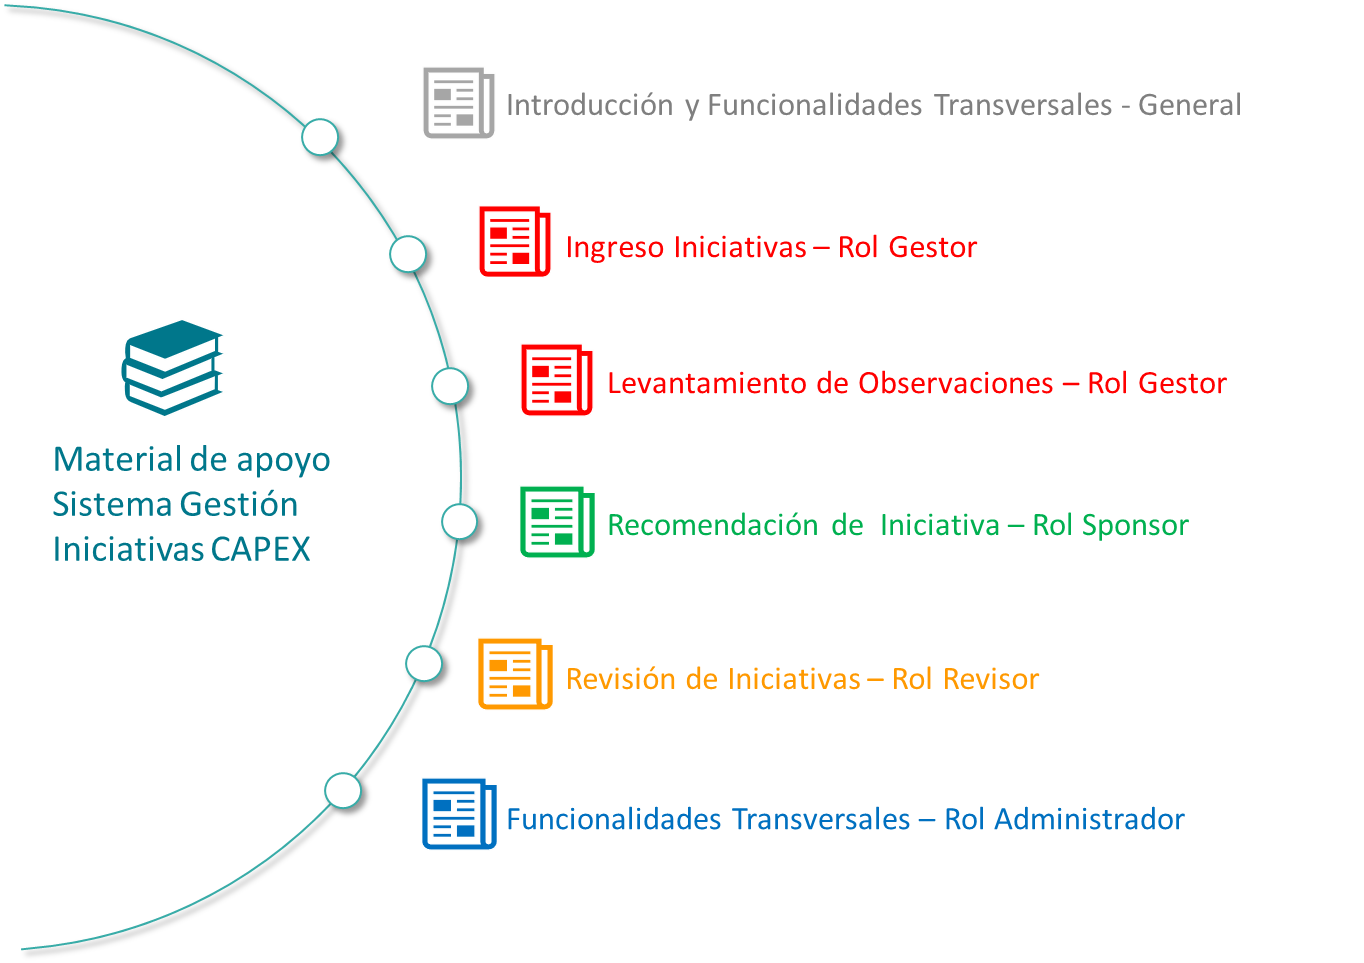 Introducción y Funcionalidades Transversales - General
Ingreso Iniciativas – Rol Gestor
Levantamiento de Observaciones – Rol Gestor
Material de apoyo
Sistema Gestión
Iniciativas CAPEX
Recomendación de Iniciativa – Rol Sponsor
Revisión de Iniciativas – Rol Revisor
Funcionalidades Transversales – Rol Administrador